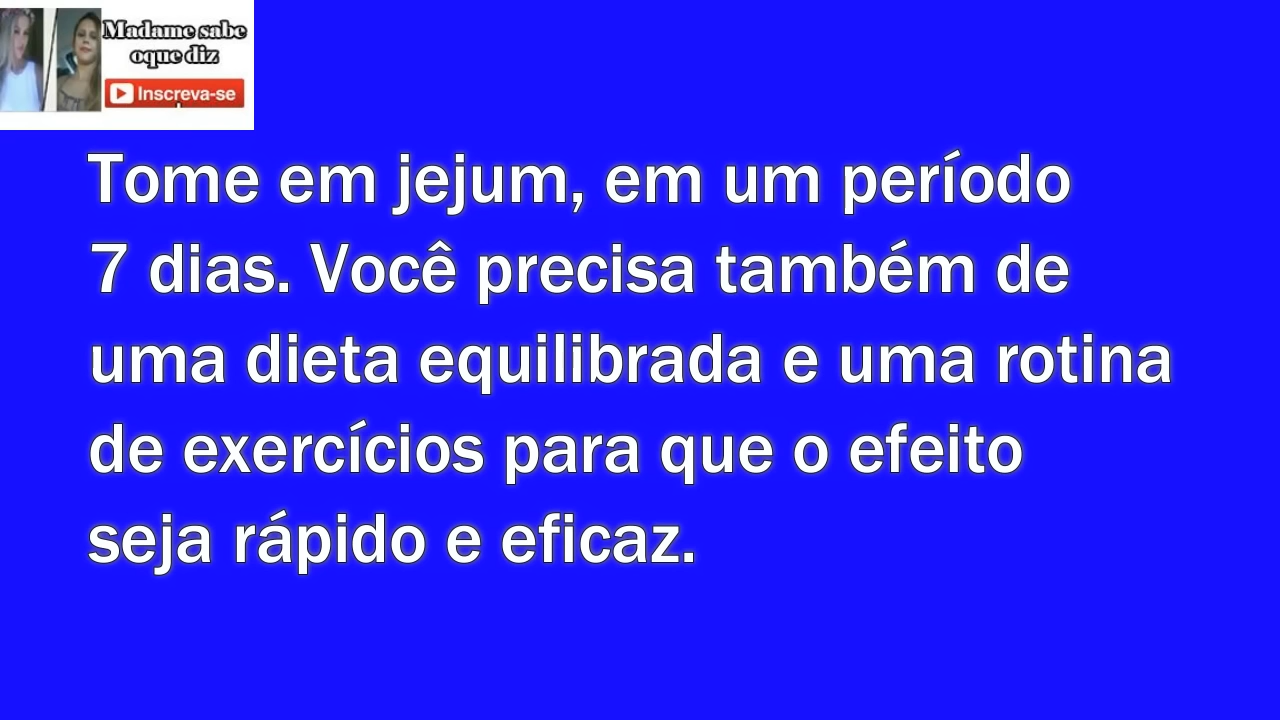 Madame sabe
oque diz
Inscreva-se
Tome em jejum, em um período
7 dias. Você precisa também de
uma dieta equilibrada e uma rotina
de exercícios para que o efeito
seja rápido e eficaz.